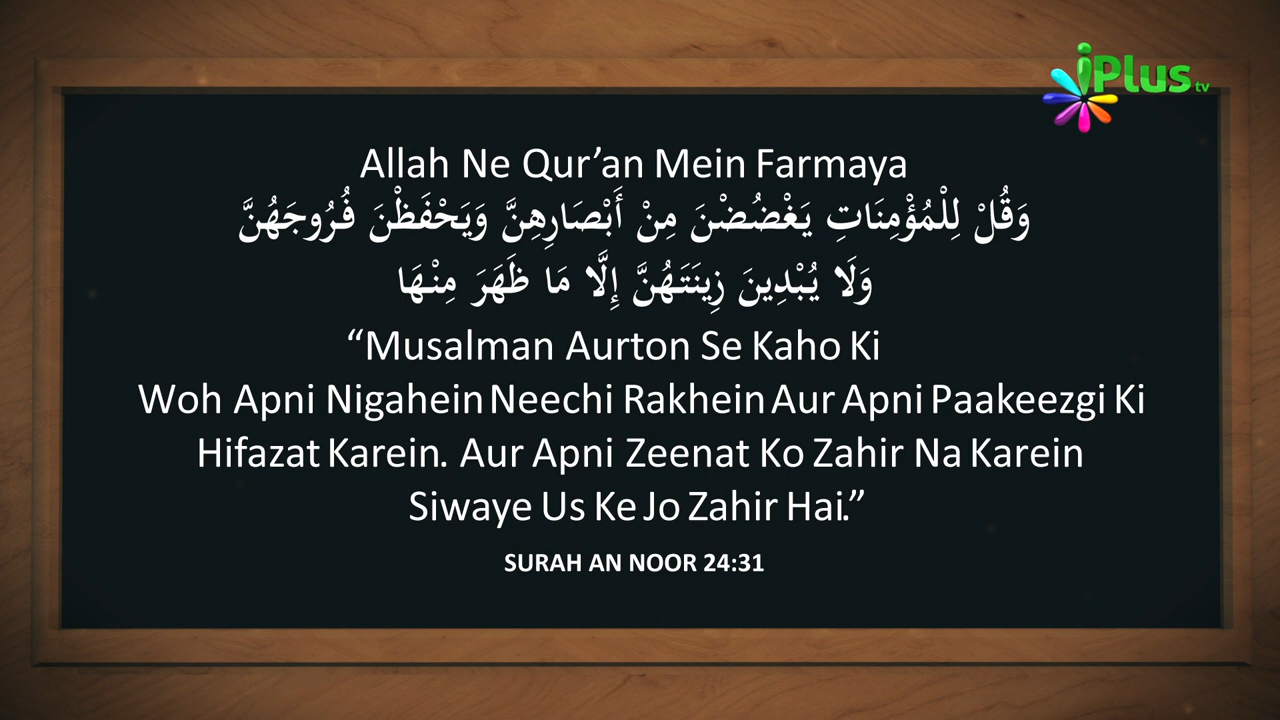 iPlus tv
Allah Ne Qur’an Mein Farmaya
وَقُلْ لِلْمُؤْمِنَاتِ يَغْضُضْنَ مِنْ أَبْصَارِهِنَّ وَيَحْفَظْنَ فُرُوجَهُنَّ
وَلَا يُبْدِينَ زِينَتَهُنَّ إِلَّا مَا ظَهَرَ مِنْهَا
“Musalman Aurton Se Kaho Ki
Woh Apni Nigahein Neechi Rakhein Aur Apni Paakeezgi Ki
Hifazat Karein. Aur Apni Zeenat Ko Zahir Na Karein
Siwaye Us Ke Jo Zahir Hai.”
SURAH AN NOOR 24:31